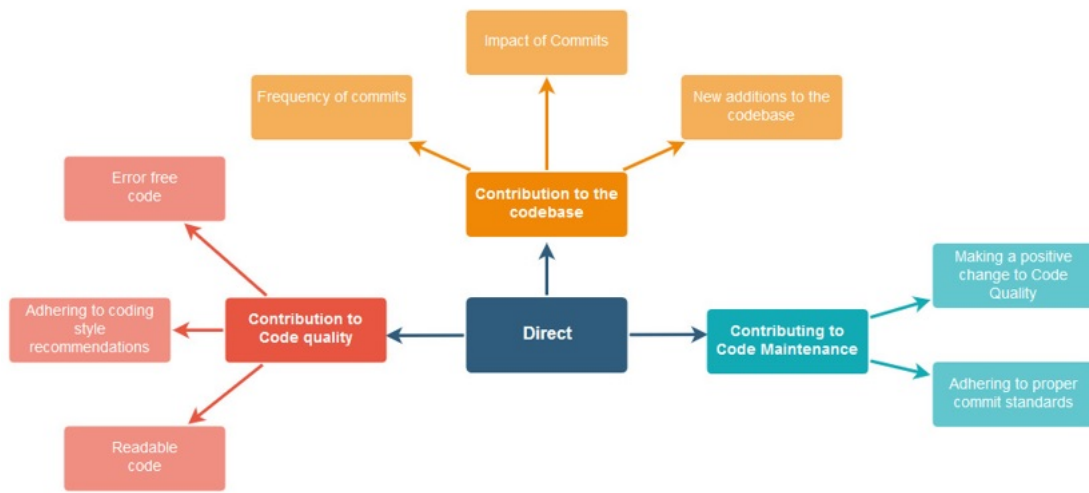 Impact of Commits
Frequency of commits
New additions to the
codebase
Contribution to the
codebase
Error free
code
Adhering to coding
style
recommendations
Contribution to
Code quality
Readable
code
Direct
Contributing to
Code Maintenance
Making a positive
change to Code
Quality
Adhering to proper
commit standards